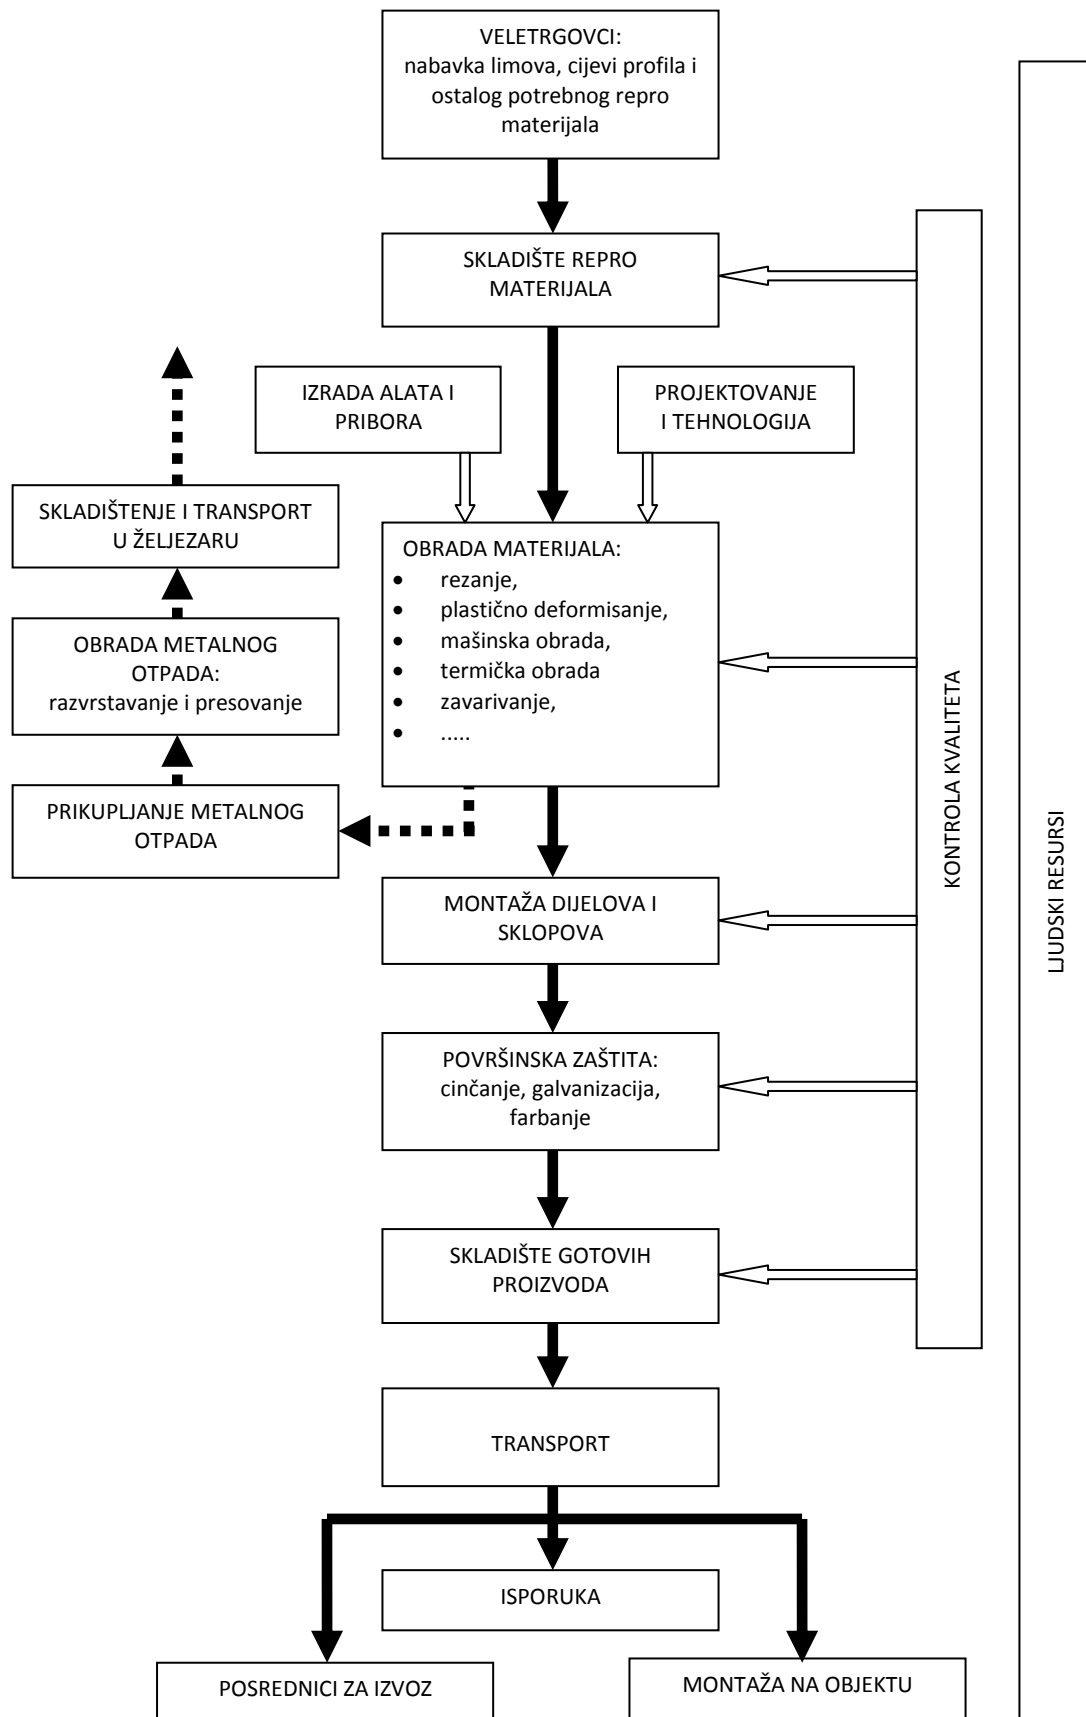 VELETRGOVCI:
nabavka limova, cijevi profila i
ostalog potrebnog repro
materijala
SKLADIŠTE REPRO
MATERIJALA
IZRADA ALATA I
PRIBORA
PROJEKTOVANJE
I TEHNOLOGIJA
SKLADIŠTENJE I TRANSPORT
U ŽELJEZARU
OBRADA METALNOG
OTPADA:
razvrstavanje i presovanje
PRIKUPLJANJE METALNOG
OTPADA
OBRADA MATERIJALA:
• rezanje,
• plastično deformisanje,
• mašinska obrada,
• termička obrada
• zavarivanje,
• .....
MONTAŽA DIJELOVA I
SKLOPOVA
POVRŠINSKA ZAŠTITA:
cinčanje, galvanizacija,
farbanje
SKLADIŠTE GOTOVIH
PROIZVODA
TRANSPORT
ISPORUKA
POSREDNICI ZA IZVOZ
MONTAŽA NA OBJEKTU
KONTROLA KVALITETA
LJUDSKI RESURSI